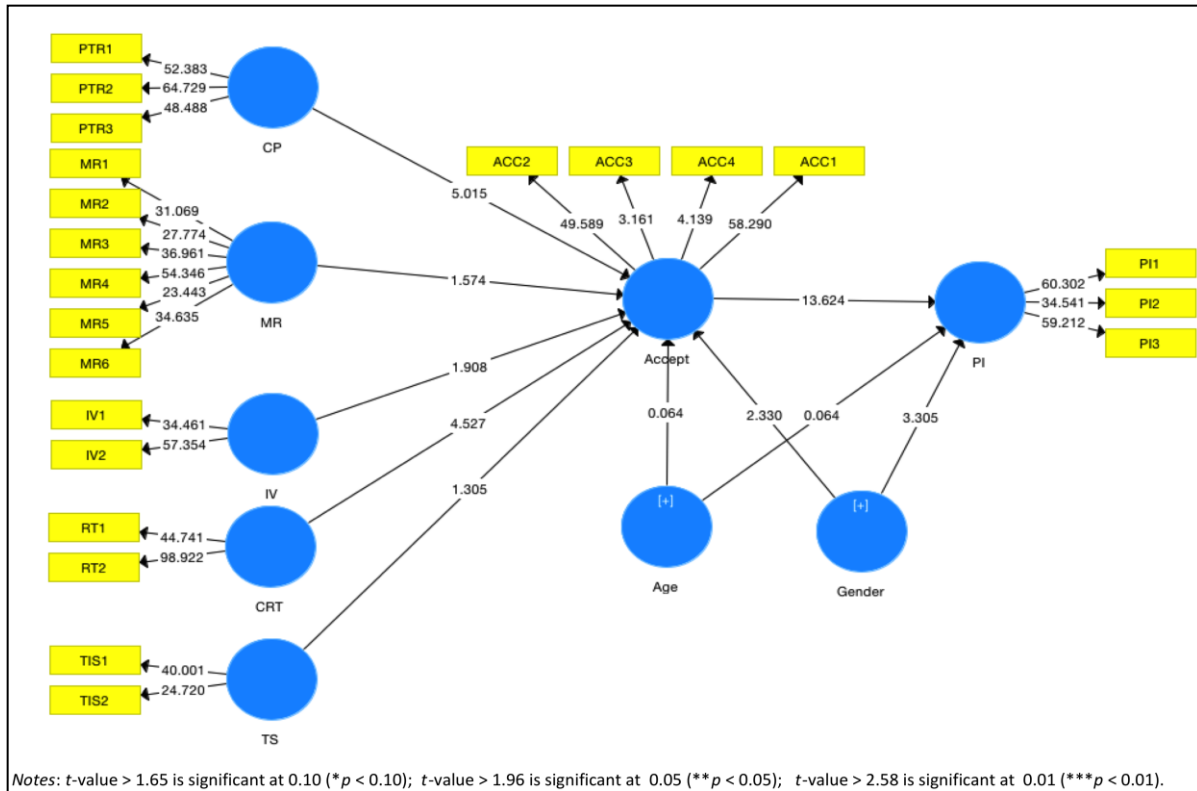 PTR1
52.383
PTR2
64.729
PTR3
48.488
CP
MR1
31.069
MR2
27.774
MR3
36.961
MR4
54.346
MR5
23.443
MR6
34.635
MR
IV1
34.461
IV2
57.354
IV
RT1
44.741
RT2
98.922
CRT
TIS1
40.001
TIS2
24.720
TS
5.015
1.574
1.908
4.527
1.305
ACC2
ACC3
ACC4
ACC1
49.589
3.161
4.139
58.290
Accept
13.624
PI
60.302
PI1
34.541
PI2
59.212
PI3
0.064
2.330
0.064
3.305
[+]
Age
[+]
Gender
Notes: t-value > 1.65 is significant at 0.10 (*p < 0.10); t-value > 1.96 is significant at 0.05 (**p < 0.05); t-value > 2.58 is significant at 0.01 (***p < 0.01).